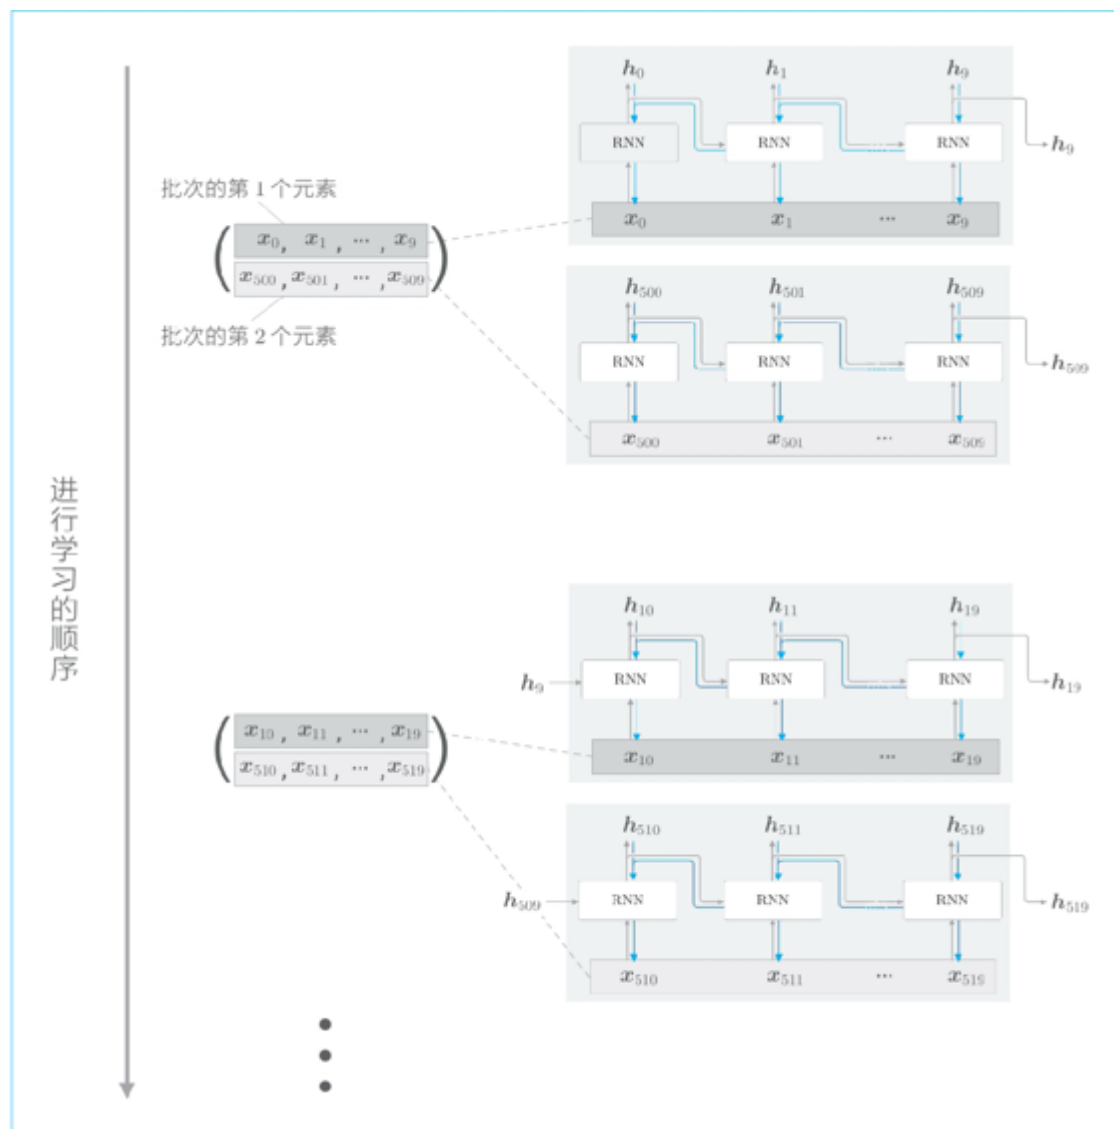 h₀ h₁ h₉
RNN RNN RNN h₉
批次的第 1 个元素
x₀ x₁ ··· x₉
x₀, x₁, ···, x₉
x₅₀₀, x₅₀₁, ···, x₅₀₉
h₅₀₀ h₅₀₁ h₅₀₉
批次的第 2 个元素
RNN RNN RNN h₅₀₉
x₅₀₀ x₅₀₁ ··· x₅₀₉
进行学习的顺序
h₁₀ h₁₁ h₁₉
h₉ RNN RNN RNN h₁₉
x₁₀, x₁₁, ···, x₁₉
x₁₀ x₁₁ ··· x₁₉
x₅₁₀, x₅₁₁, ···, x₅₁₉
h₅₁₀ h₅₁₁ h₅₁₉
h₅₀₉ RNN RNN RNN h₅₁₉
x₅₁₀ x₅₁₁ ··· x₅₁₉